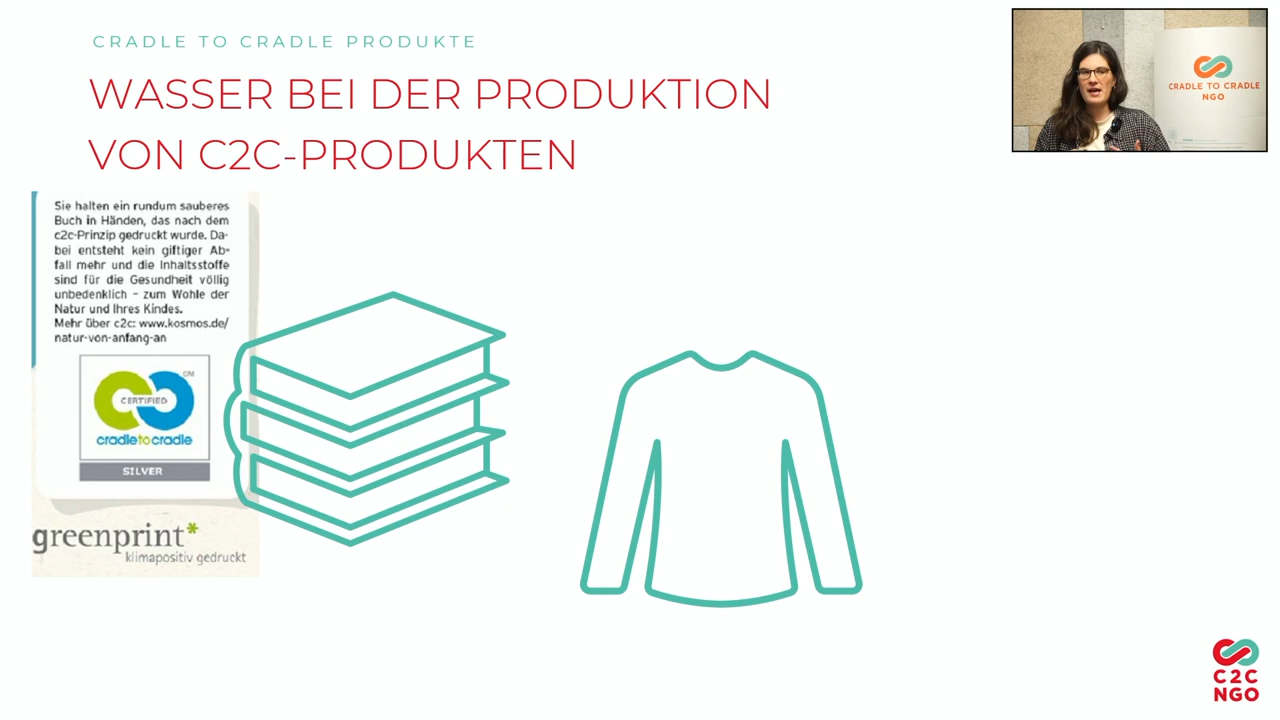 CRADLE TO CRADLE PRODUKTE
WASSER BEI DER PRODUKTION
VON C2C-PRODUKTEN
Sie halten ein rundum sauberes
Buch in Händen, das nach dem
c2c-Prinzip gedruckt wurde. Da-
bei entsteht kein giftiger Ab-
fall mehr und die Inhaltsstoffe
sind für die Gesundheit völlig
unbedenklich – zum Wohle der
Natur und Ihres Kindes.
Mehr über c2c: www.kosmos.de/
natur-von-anfang-an
CERTIFIED
CM
cradletocradle
SILVER
greenprint*
klimapositiv gedruckt
CRADLE TO CRADLE
NGO
C2C
NGO